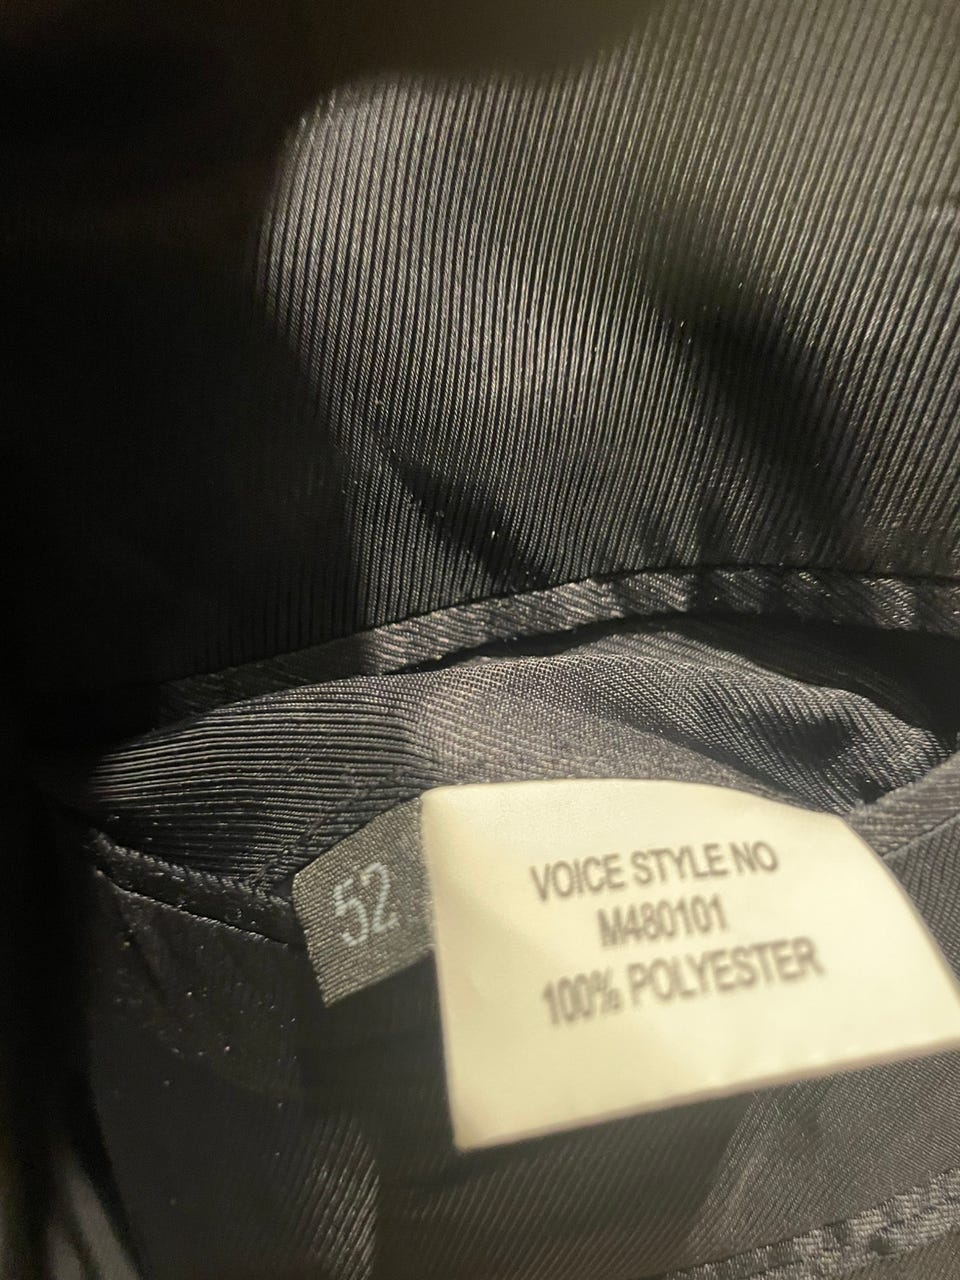 52
VOICE STYLE NO
M480101
100% POLYESTER